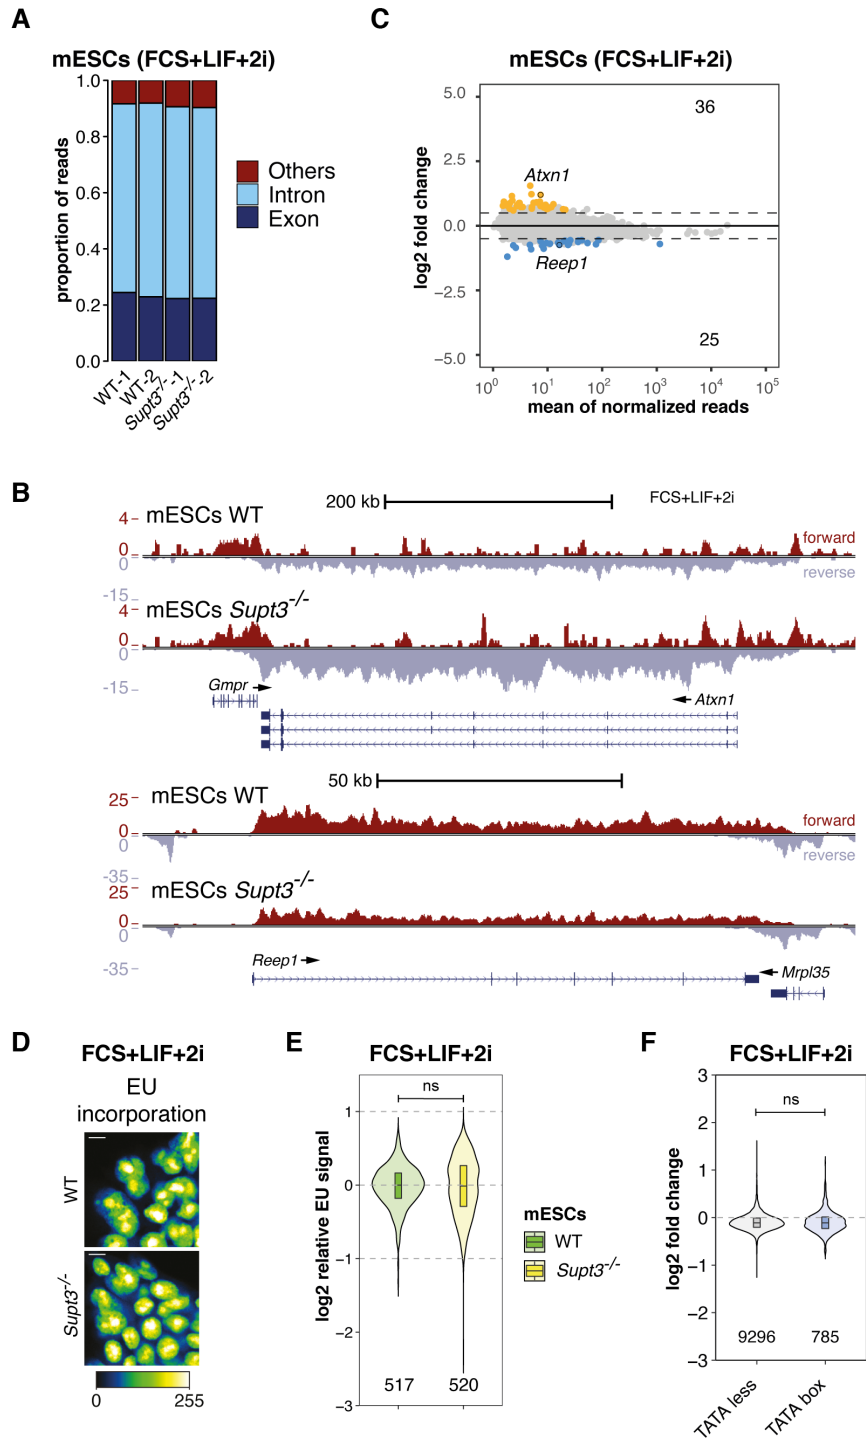 A
mESCs (FCS+LIF+2i)
proportion of reads
1.0
0.8
0.6
0.4
0.2
0.0
WT-1
WT-2
Supt3-/--1
Supt3-/--2
Others
Intron
Exon
C
mESCs (FCS+LIF+2i)
log2 fold change
5.0
2.5
0.0
−2.5
−5.0
36
Atxn1
Reep1
25
10^0
10^1
10^2
10^3
10^4
10^5
mean of normalized reads
B
200 kb
FCS+LIF+2i
mESCs WT
4
0
0
-15
forward
reverse
mESCs Supt3-/-
4
0
0
-15
Gmpr
Atxn1
50 kb
mESCs WT
25
0
0
-35
forward
reverse
mESCs Supt3-/-
25
0
0
-35
Reep1
Mrpl35
D
FCS+LIF+2i
EU
incorporation
WT
Supt3-/-
0
255
E
FCS+LIF+2i
log2 relative EU signal
1
0
−1
−2
−3
ns
517
520
mESCs
WT
Supt3-/-
F
FCS+LIF+2i
log2 fold change
3
2
1
0
−1
−2
−3
ns
9296
785
TATA less
TATA box